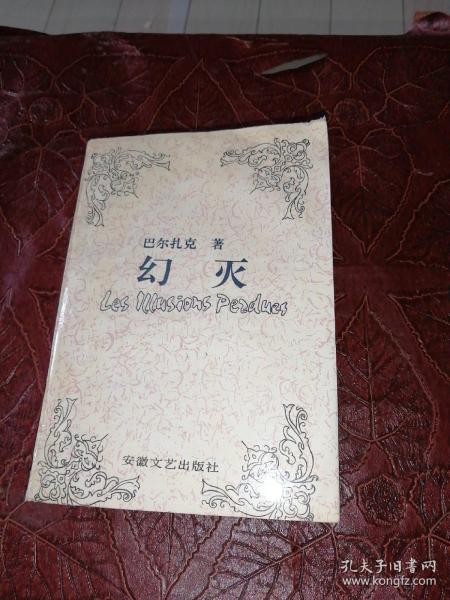 巴尔扎克 著
幻灭
Les Illusions Perdues
安徽文艺出版社
孔夫子旧书网
www.kongfz.com